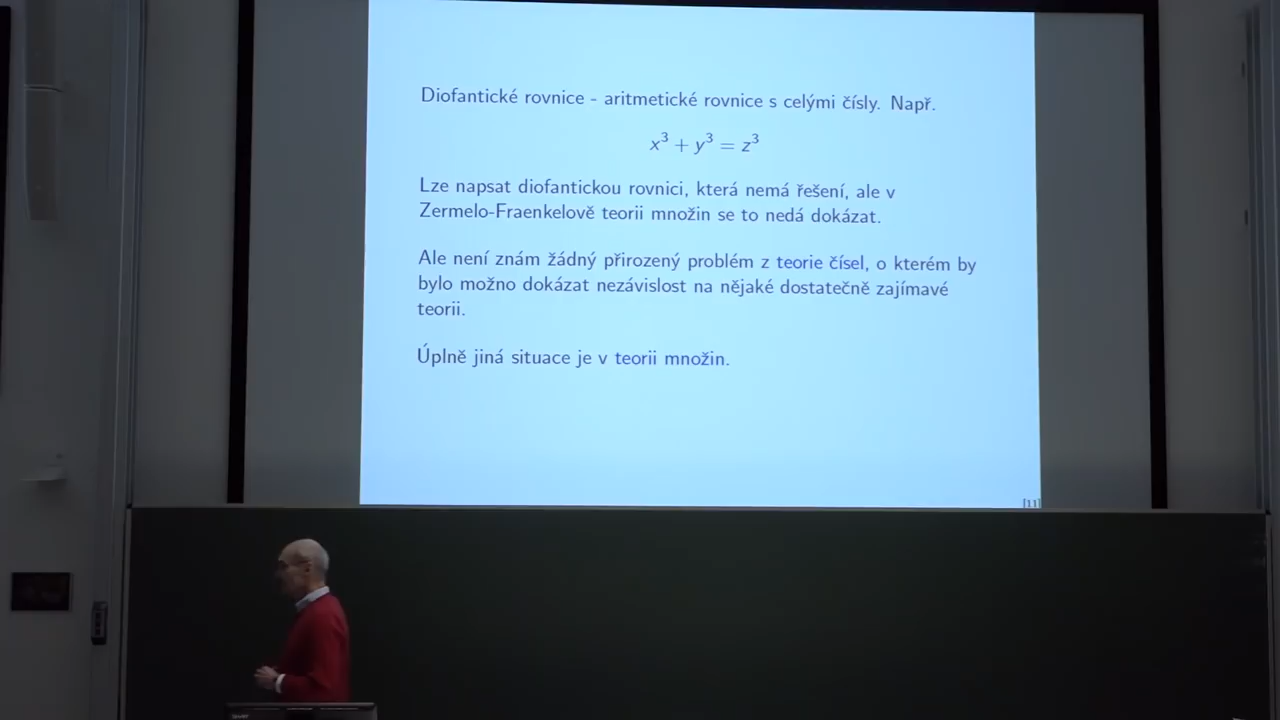 Diofantické rovnice - aritmetické rovnice s celými čísly. Např.
x³ + y³ = z³
Lze napsat diofantickou rovnici, která nemá řešení, ale v
Zermelo-Fraenkelově teorii množin se to nedá dokázat.
Ale není znám žádný přirozený problém z teorie čísel, o kterém by
bylo možno dokázat nezávislost na nějaké dostatečně zajímavé
teorii.
Úplně jiná situace je v teorii množin.
[11]